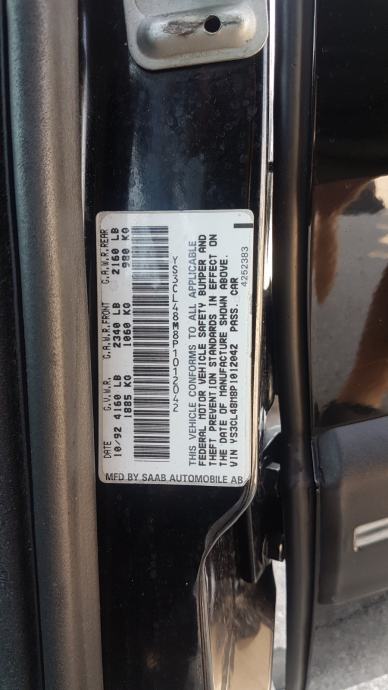 MFD BY SAAB AUTOMOBILE AB
DATE G.V.W.R. G.A.W.R.FRONT G.A.W.R.REAR
10/92 4160 LB 2340 LB 2160 LB
1885 KG 1060 KG 980 KG
YS3CL48M8P1012042
THIS VEHICLE CONFORMS TO ALL APPLICABLE
FEDERAL MOTOR VEHICLE SAFETY BUMPER AND
THEFT PREVENTION STANDARDS IN EFFECT ON
THE DATE OF MANUFACTURE SHOWN ABOVE.
VIN YS3CL48M8P1012042 PASS. CAR
4252383